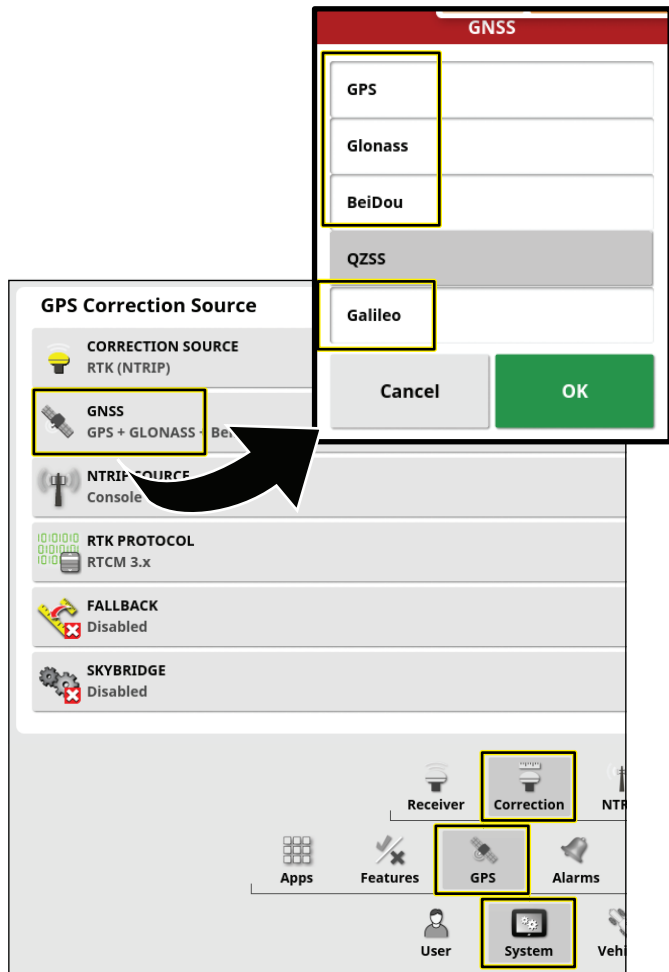 GNSS
GPS
Glonass
BeiDou
QZSS
Galileo
Cancel
OK
GPS Correction Source
CORRECTION SOURCE
RTK (NTRIP)
GNSS
GPS + GLONASS
NTRIP SOURCE
Console
RTK PROTOCOL
RTCM 3.x
FALLBACK
Disabled
SKYBRIDGE
Disabled
Receiver
Correction
Apps
Features
GPS
Alarms
User
System